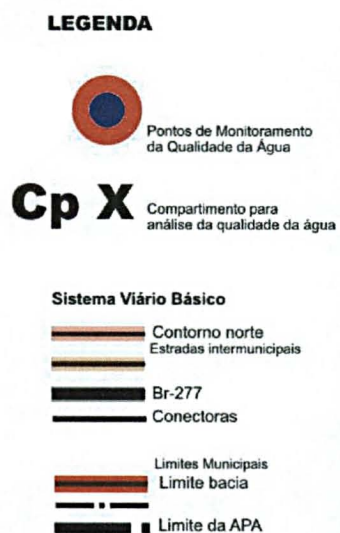 LEGENDA
Pontos de Monitoramento
da Qualidade da Água
Cp X
Compartimento para
análise da qualidade da água
Sistema Viário Básico
Contorno norte
Estradas intermunicipais
Br-277
Conectoras
Limites Municipais
Limite bacia
Limite da APA